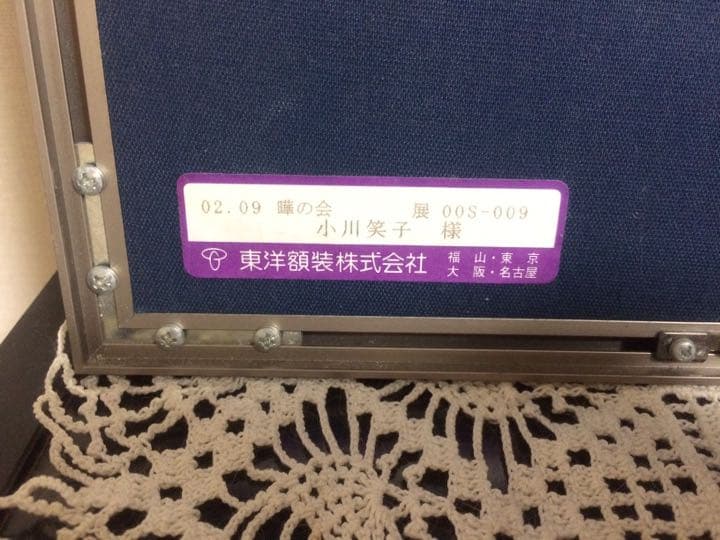 02.09 瞱の会 展 00S-009
小川笑子 様
東洋額装株式会社 福山・東京
大阪・名古屋